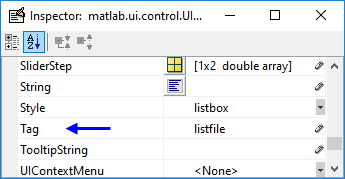 Inspector: matlab.ui.control.UI...
SliderStep [1x2 double array]
String
Style listbox
Tag listfile
TooltipString
UIContextMenu <None>